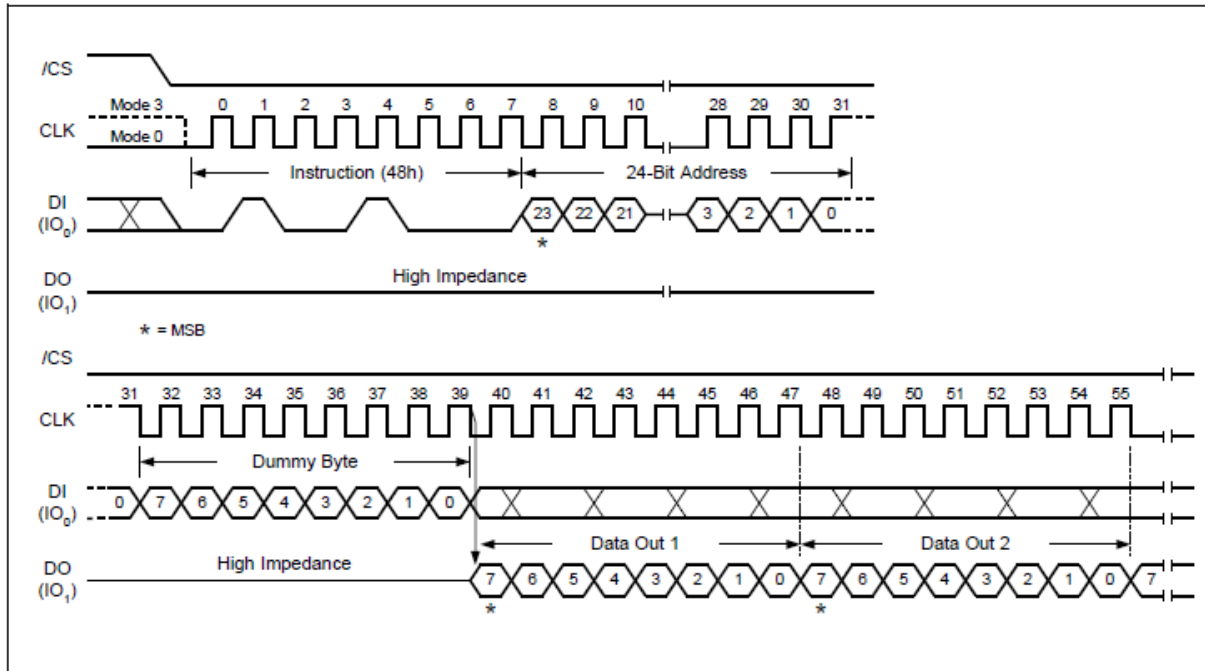 /CS
Mode 3 0 1 2 3 4 5 6 7 8 9 10 28 29 30 31
CLK
Mode 0
Instruction (48h) 24-Bit Address
DI
(IO0) 23 22 21 3 2 1 0
*
DO
(IO1) High Impedance
* = MSB
/CS
31 32 33 34 35 36 37 38 39 40 41 42 43 44 45 46 47 48 49 50 51 52 53 54 55
CLK
Dummy Byte
DI
(IO0) 0 7 6 5 4 3 2 1 0
Data Out 1 Data Out 2
DO
(IO1) High Impedance 7 6 5 4 3 2 1 0 7 6 5 4 3 2 1 0 7
* *